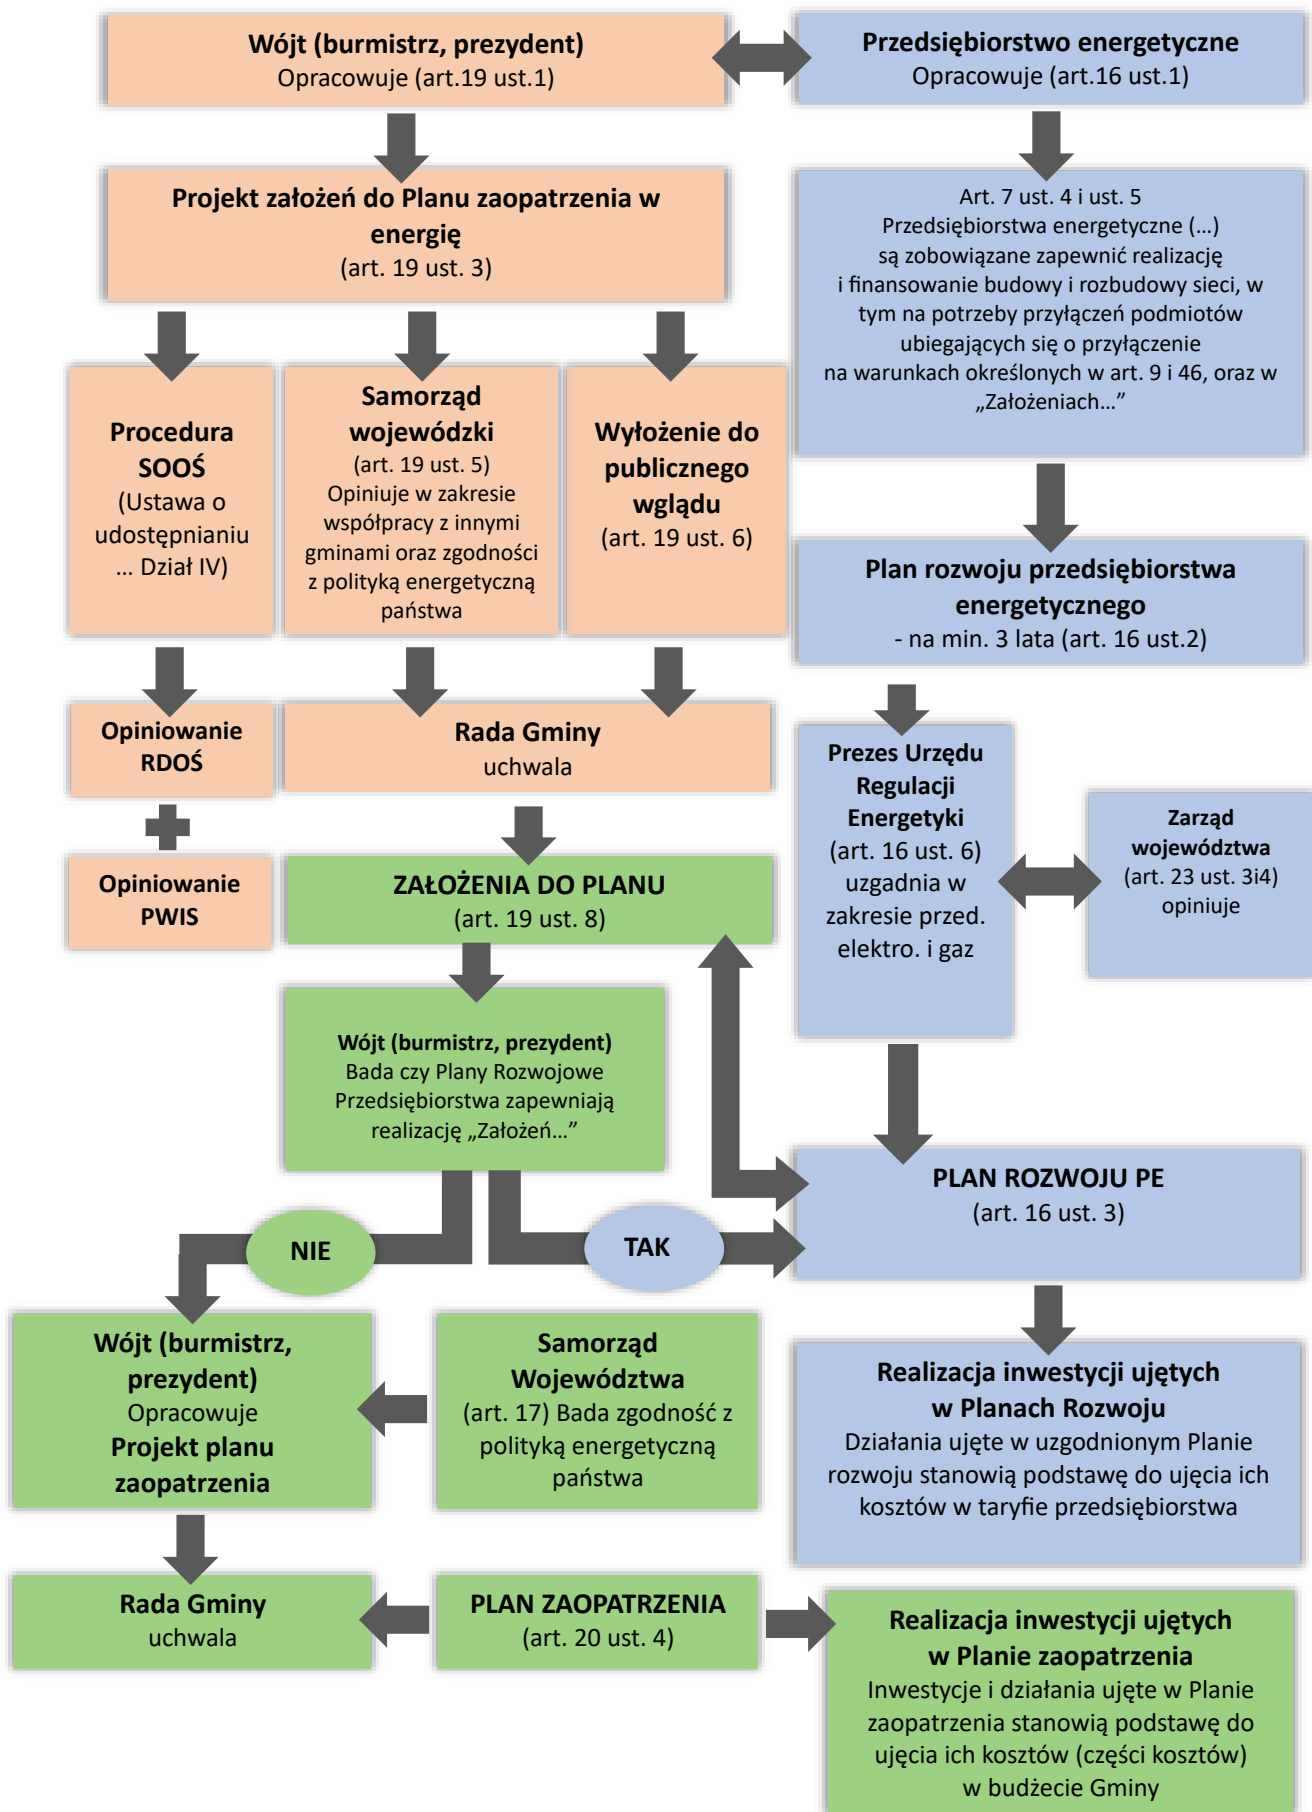 Wójt (burmistrz, prezydent)
Opracowuje (art.19 ust.1)
Przedsiębiorstwo energetyczne
Opracowuje (art.16 ust.1)
Projekt założeń do Planu zaopatrzenia w
energię
(art. 19 ust. 3)
Art. 7 ust. 4 i ust. 5
Przedsiębiorstwa energetyczne (...)
są zobowiązane zapewnić realizację
i finansowanie budowy i rozbudowy sieci, w
tym na potrzeby przyłączeń podmiotów
ubiegających się o przyłączenie
na warunkach określonych w art. 9 i 46, oraz w
„Założeniach...”
Procedura
SOOŚ
(Ustawa o
udostępnianiu
... Dział IV)
Samorząd
wojewódzki
(art. 19 ust. 5)
Opiniuje w zakresie
współpracy z innymi
gminami oraz zgodności
z polityką energetyczną
państwa
Wyłożenie do
publicznego
wglądu
(art. 19 ust. 6)
Plan rozwoju przedsiębiorstwa
energetycznego
- na min. 3 lata (art. 16 ust.2)
Opiniowanie
RDOŚ
Rada Gminy
uchwala
Prezes Urzędu
Regulacji
Energetyki
(art. 16 ust. 6)
uzgadnia w
zakresie przed.
elektro. i gaz
Zarząd
województwa
(art. 23 ust. 3i4)
opiniuje
Opiniowanie
PWIS
ZAŁOŻENIA DO PLANU
(art. 19 ust. 8)
Wójt (burmistrz, prezydent)
Bada czy Plany Rozwojowe
Przedsiębiorstwa zapewniają
realizację „Założeń...”
PLAN ROZWOJU PE
(art. 16 ust. 3)
NIE
TAK
Wójt (burmistrz,
prezydent)
Opracowuje
Projekt planu
zaopatrzenia
Samorząd
Województwa
(art. 17) Bada zgodność z
polityką energetyczną
państwa
Realizacja inwestycji ujętych
w Planach Rozwoju
Działania ujęte w uzgodnionym Planie
rozwoju stanowią podstawę do ujęcia ich
kosztów w taryfie przedsiębiorstwa
Rada Gminy
uchwala
PLAN ZAOPATRZENIA
(art. 20 ust. 4)
Realizacja inwestycji ujętych
w Planie zaopatrzenia
Inwestycje i działania ujęte w Planie
zaopatrzenia stanowią podstawę do
ujęcia ich kosztów (części kosztów)
w budżecie Gminy